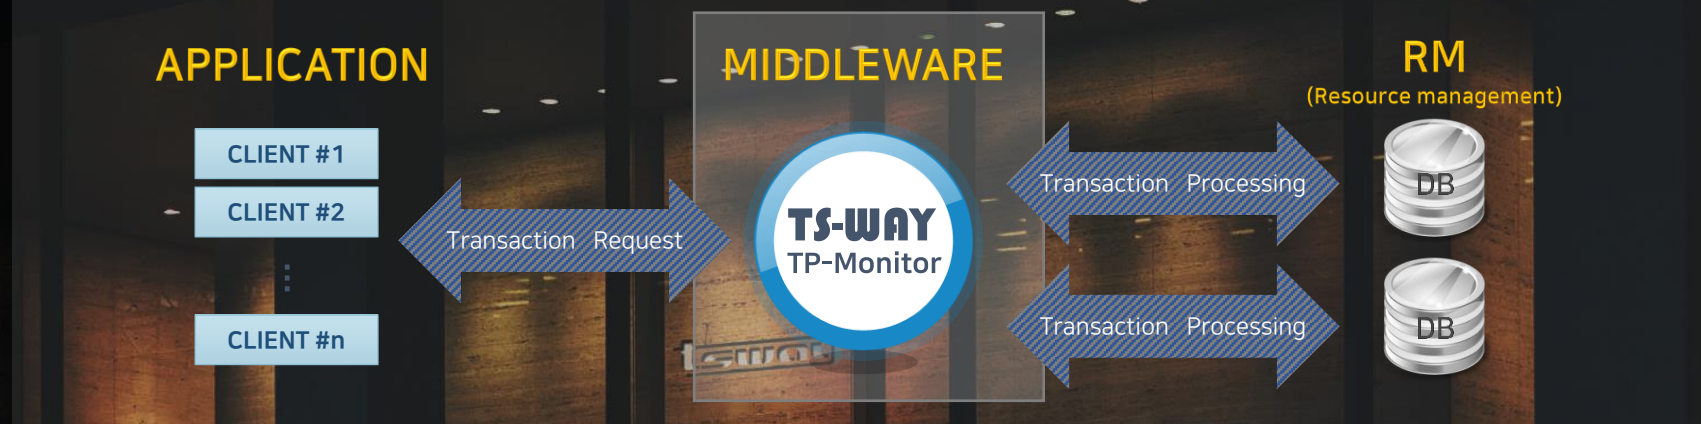 APPLICATION
CLIENT #1
CLIENT #2
CLIENT #n
Transaction Request
MIDDLEWARE
TS-WAY
TP-Monitor
tsway
Transaction Processing
Transaction Processing
RM
(Resource management)
DB
DB